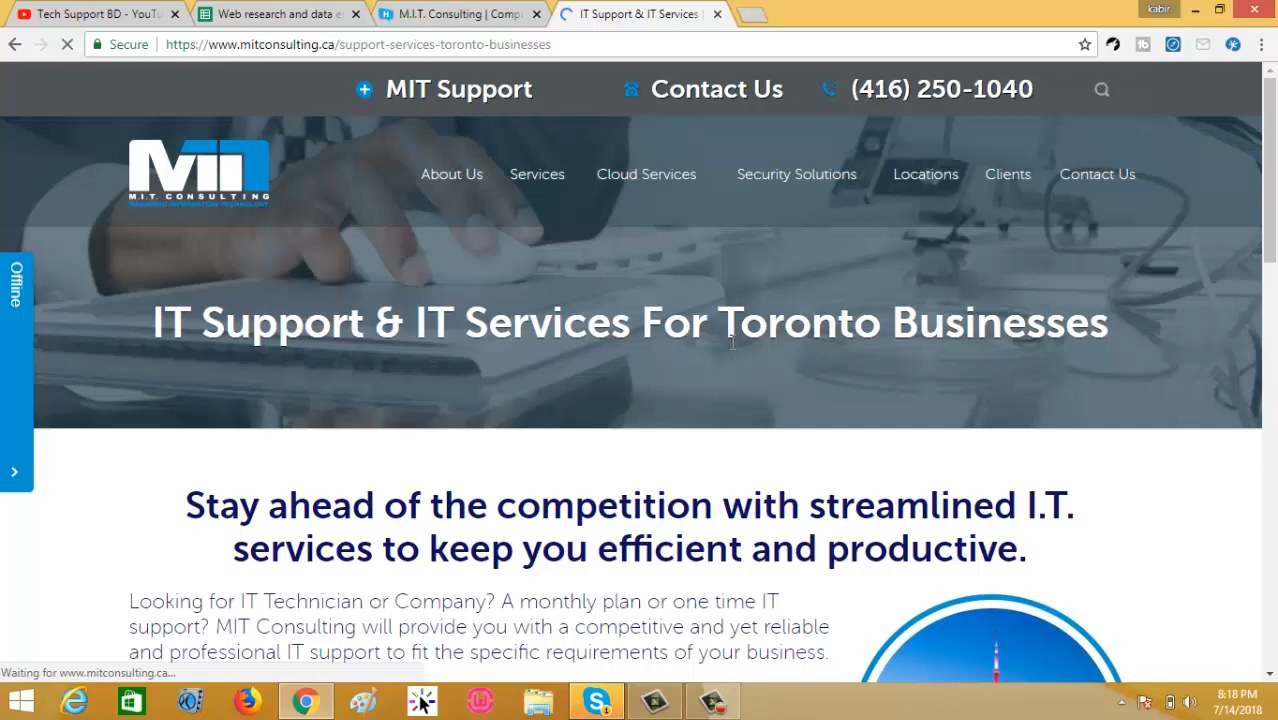 Tech Support BD - YouTu
Web research and data e
M.I.T. Consulting | Compu
IT Support & IT Services |
kabir
Secure
https://www.mitconsulting.ca/support-services-toronto-businesses
MIT Support
Contact Us
(416) 250-1040
MIT
M.I.T. CONSULTING
About Us
Services
Cloud Services
Security Solutions
Locations
Clients
Contact Us
Offline
IT Support & IT Services For Toronto Businesses
Stay ahead of the competition with streamlined I.T.
services to keep you efficient and productive.
Looking for IT Technician or Company? A monthly plan or one time IT
support? MIT Consulting will provide you with a competitive and yet reliable
and professional IT support to fit the specific requirements of your business.
Waiting for www.mitconsulting.ca...
8:18 PM
7/14/2018